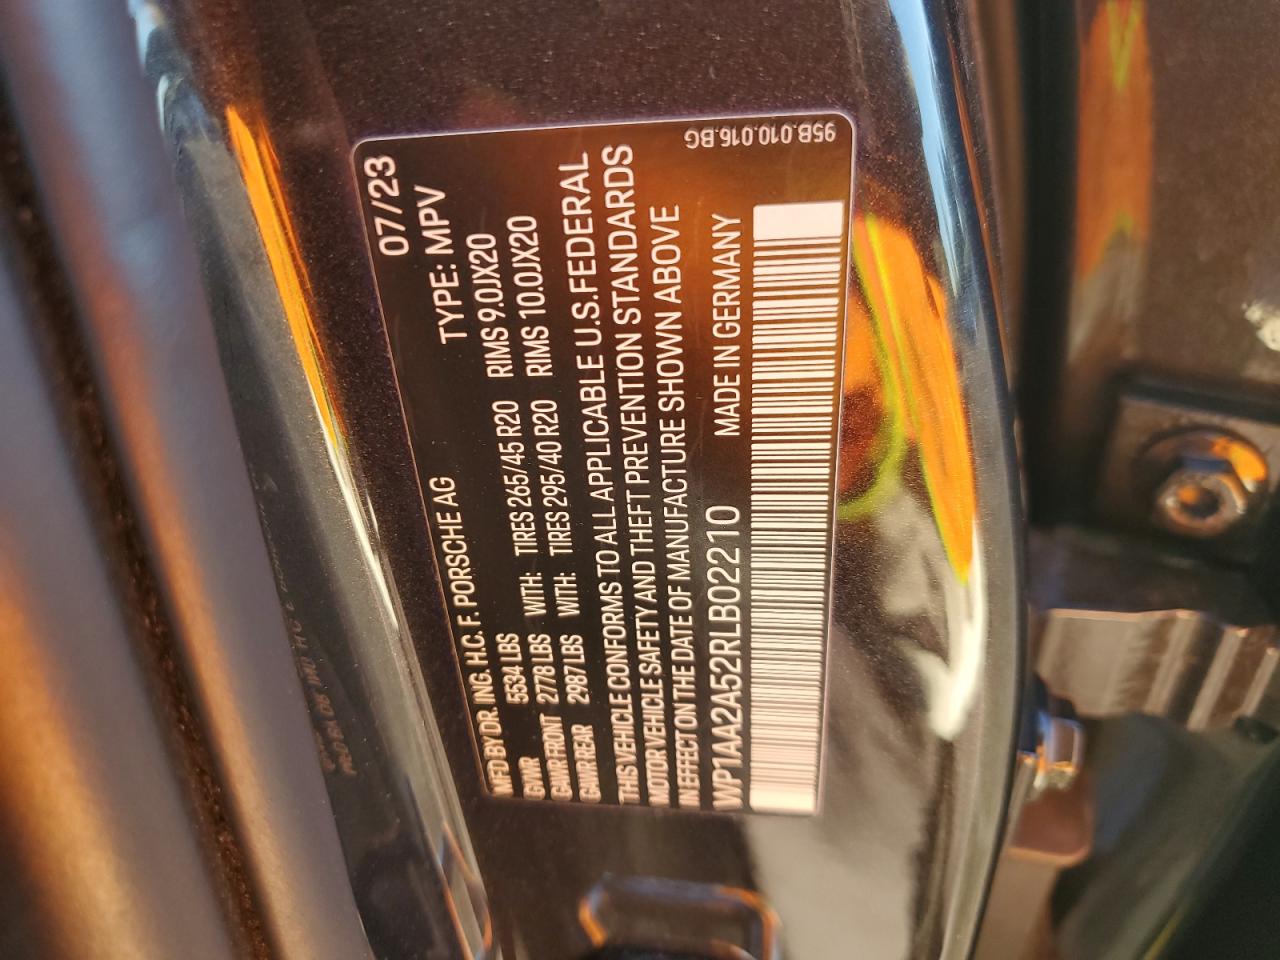 07/23
MFD BY DR. ING. H.C. F. PORSCHE AG TYPE: MPV
GVWR 5534 LBS
GAWR FRONT 2778 LBS WITH: TIRES 265/45 R20 RIMS 9.0JX20
GAWR REAR 2987 LBS WITH: TIRES 295/40 R20 RIMS 10.0JX20
THIS VEHICLE CONFORMS TO ALL APPLICABLE U.S.FEDERAL
MOTOR VEHICLE SAFETY AND THEFT PREVENTION STANDARDS
IN EFFECT ON THE DATE OF MANUFACTURE SHOWN ABOVE
WP1AA2A52RLB02210 MADE IN GERMANY
95B.010.016.BG